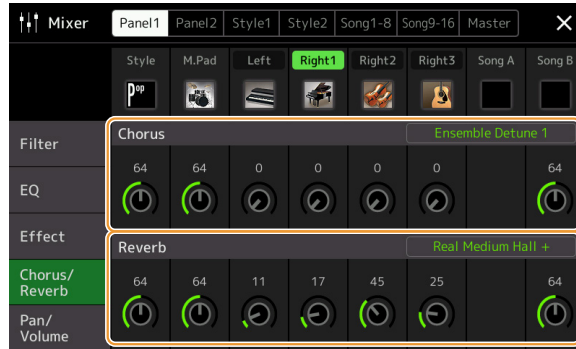 Mixer
Panel1 Panel2 Style1 Style2 Song1-8 Song9-16 Master
Style M.Pad Left Right1 Right2 Right3 Song A Song B
Pop
Filter
EQ
Effect
Chorus/
Reverb
Pan/
Volume
Chorus Ensemble Detune 1
64 64 0 0 0 0 64
Reverb Real Medium Hall +
64 64 11 17 45 25 64